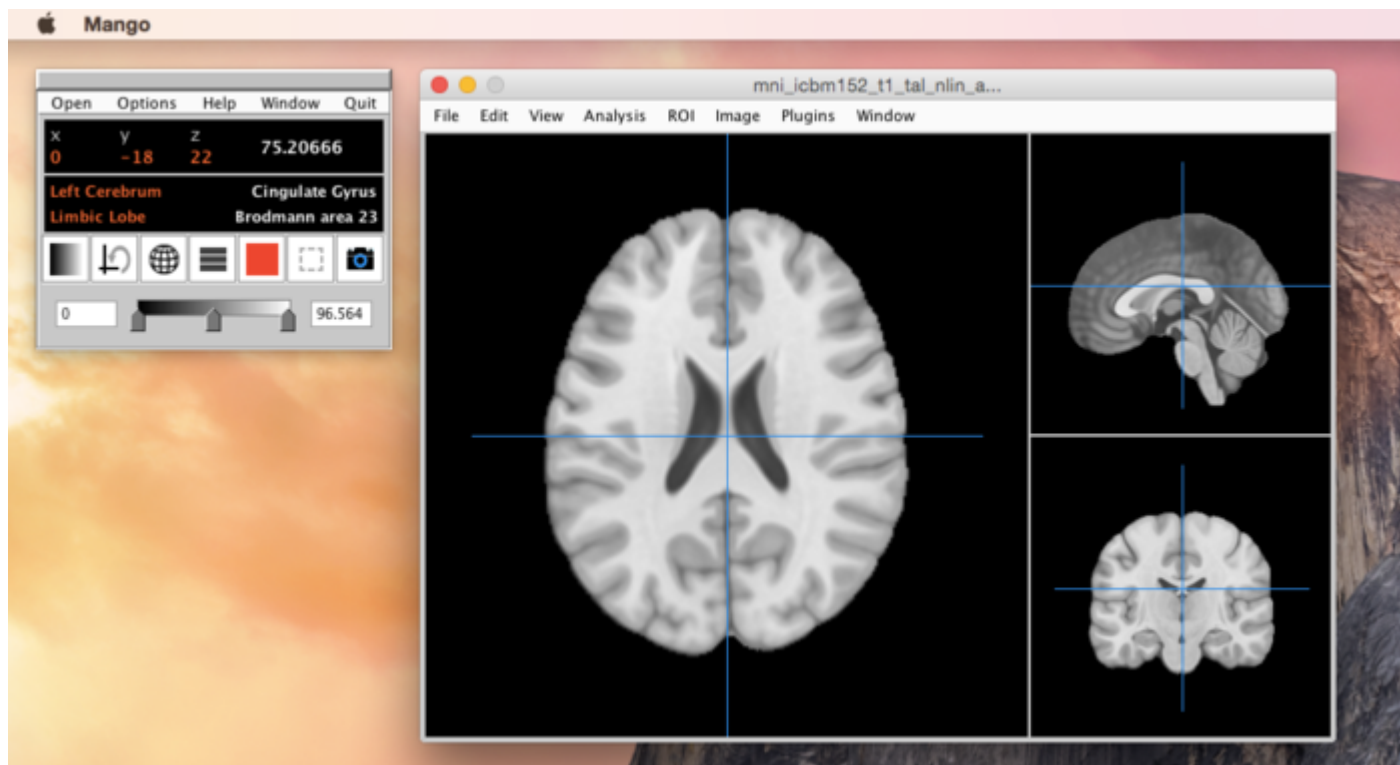 Mango
Open Options Help Window Quit
x y z
0 -18 22 75.20666
Left Cerebrum Cingulate Gyrus
Limbic Lobe Brodmann area 23
0 96.564
mni_icbm152_t1_tal_nlin_a...
File Edit View Analysis ROI Image Plugins Window